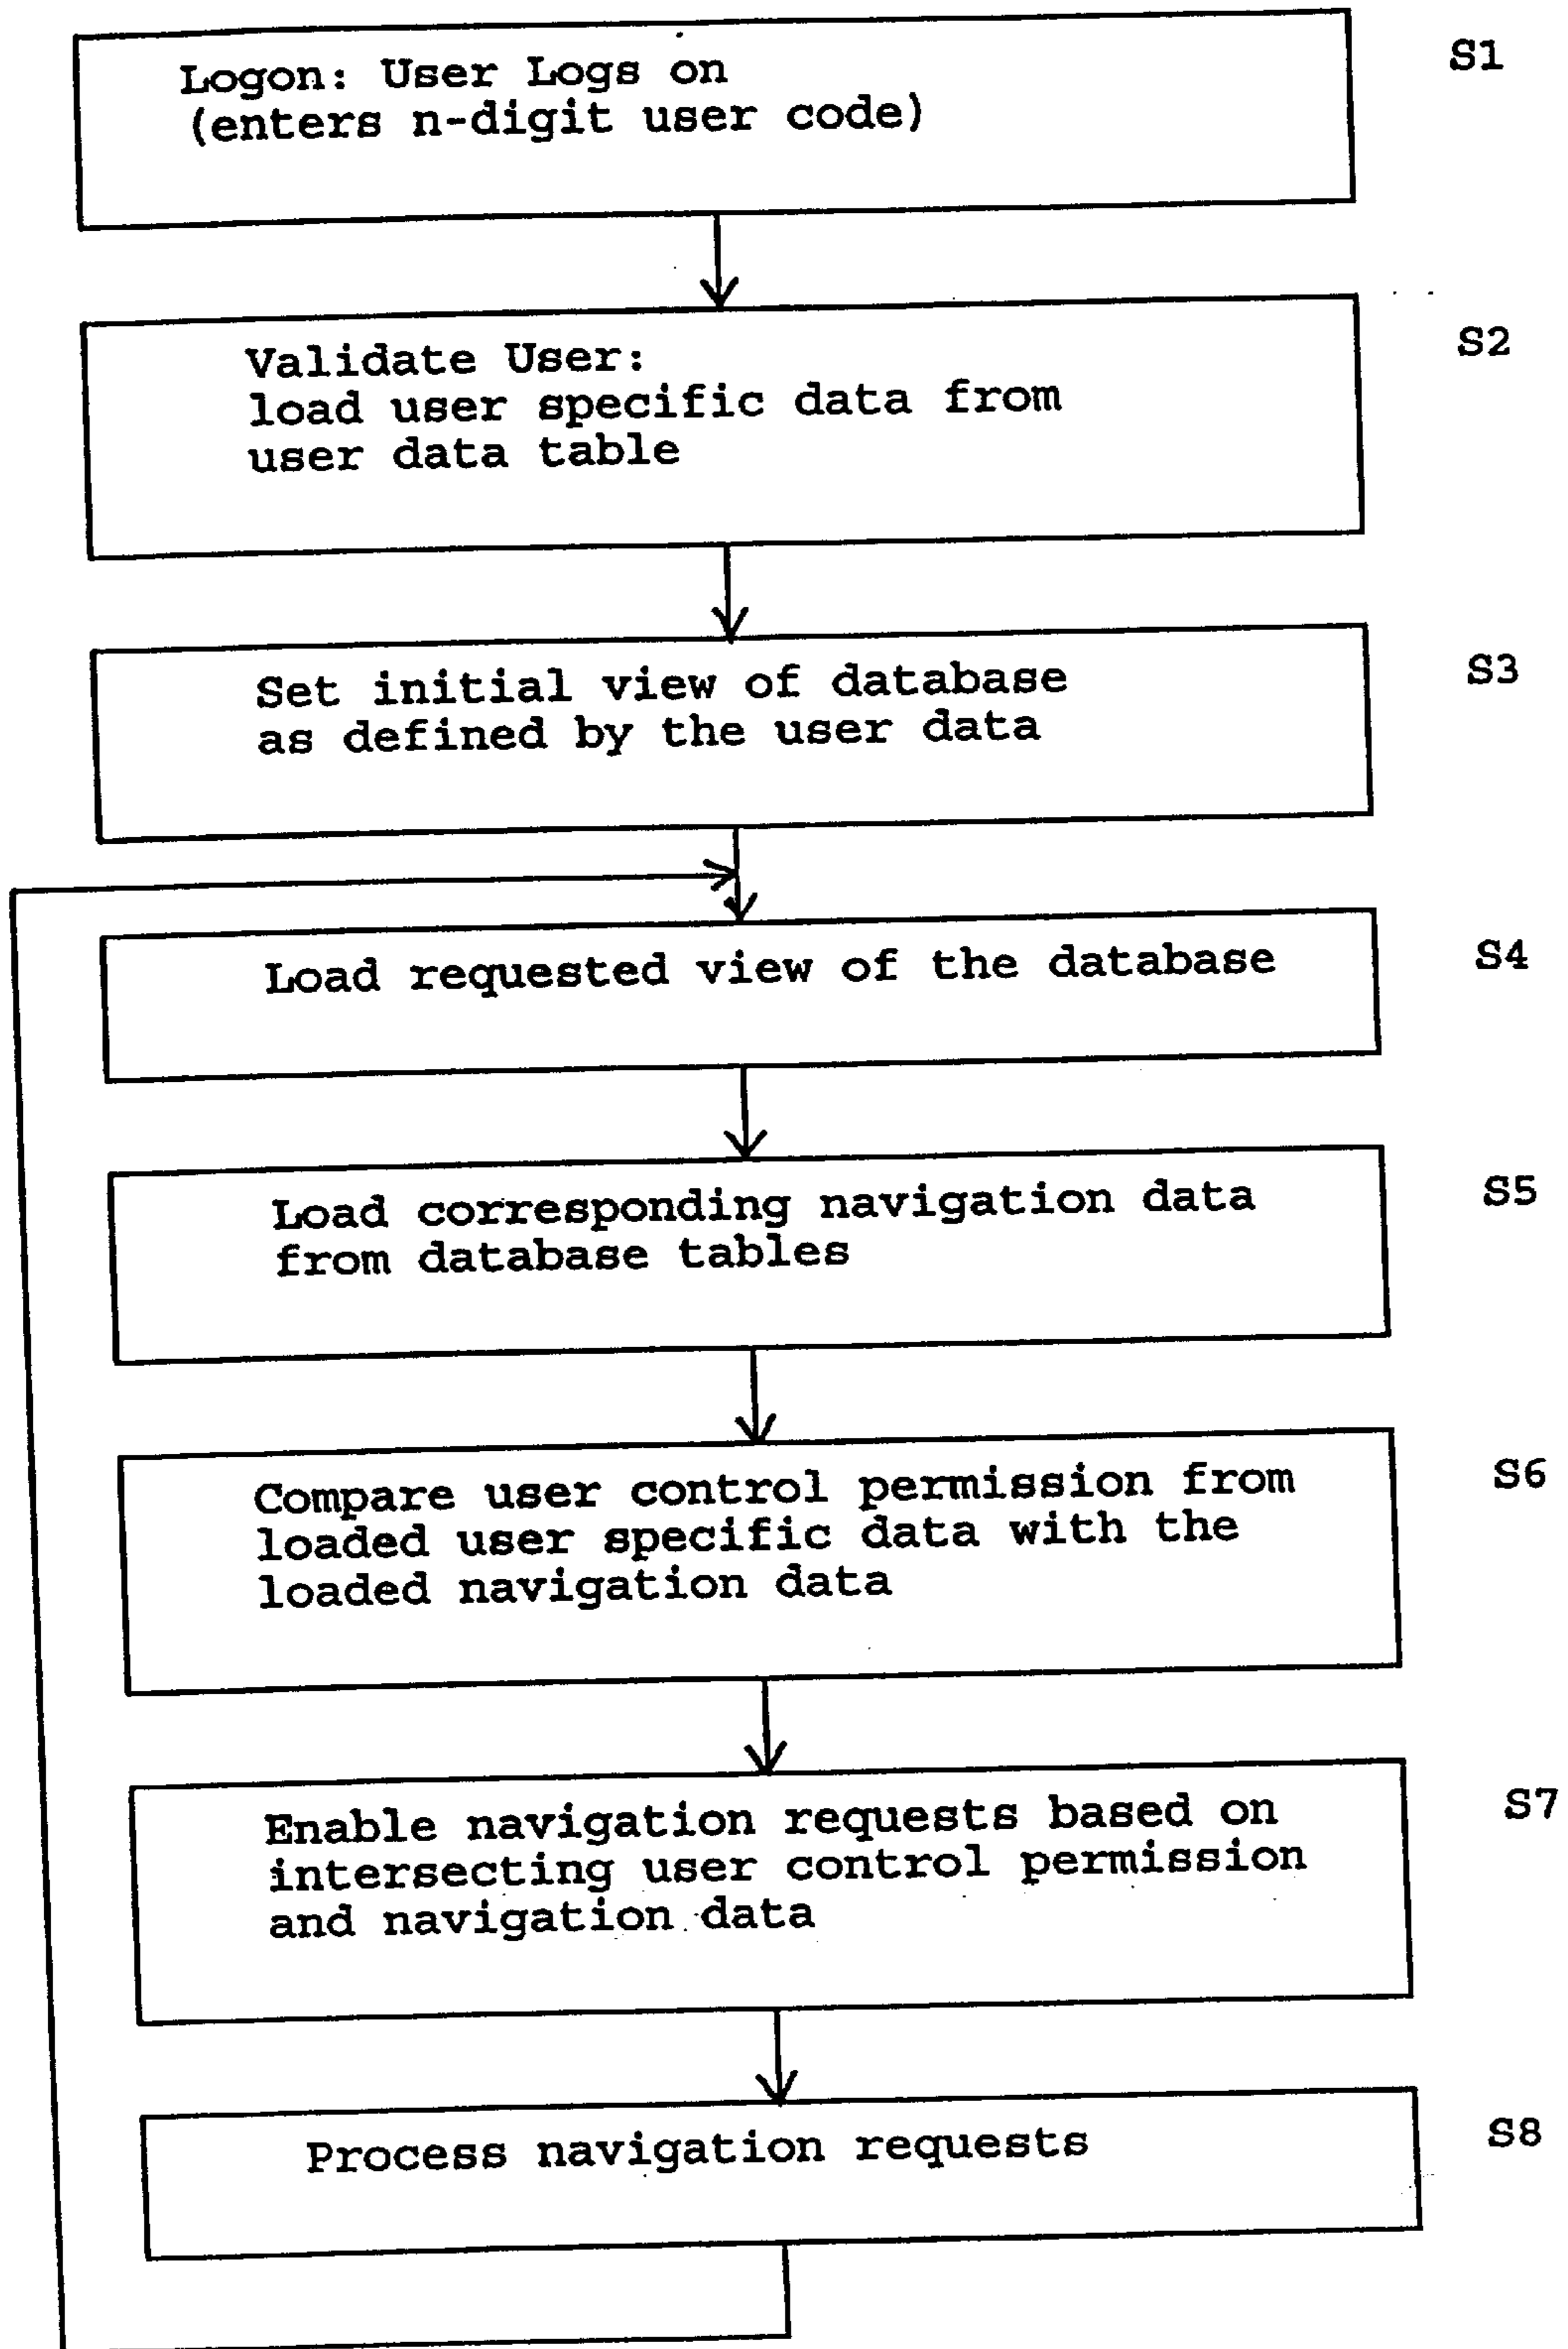 Logon: User Logs on
(enters n-digit user code)
S1
Validate User:
load user specific data from
user data table
S2
Set initial view of database
as defined by the user data
S3
Load requested view of the database
S4
Load corresponding navigation data
from database tables
S5
Compare user control permission from
loaded user specific data with the
loaded navigation data
S6
Enable navigation requests based on
intersecting user control permission
and navigation data
S7
Process navigation requests
S8